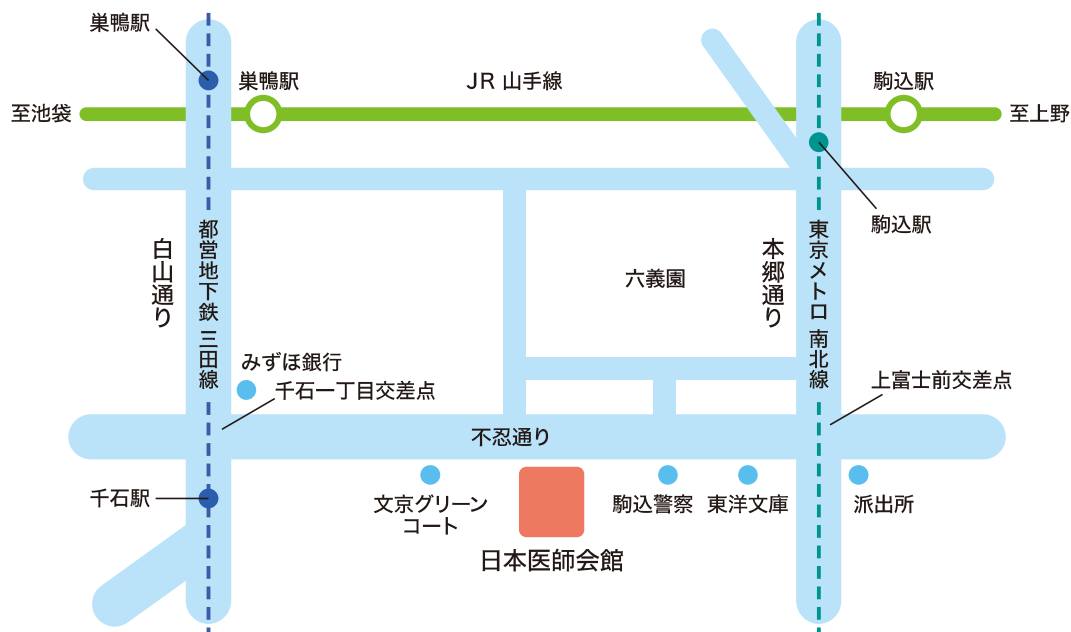 巣鴨駅
巣鴨駅
JR 山手線
駒込駅
至池袋
至上野
駒込駅
白山通り
都営地下鉄 三田線
六義園
本郷通り
東京メトロ 南北線
みずほ銀行
千石一丁目交差点
上富士前交差点
不忍通り
千石駅
文京グリーン
コート
日本医師会館
駒込警察
東洋文庫
派出所